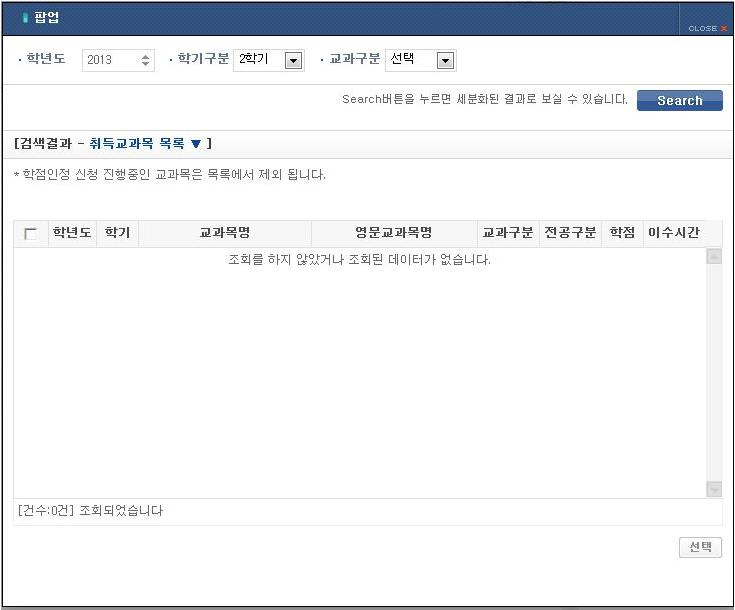 팝업
CLOSE ×
· 학년도 2013 · 학기구분 2학기 · 교과구분 선택
Search버튼을 누르면 세분화된 결과로 보실 수 있습니다. Search
[검색결과 - 취득교과목 목록 ▼ ]
* 학점인정 신청 진행중인 교과목은 목록에서 제외 됩니다.
학년도 학기 교과목명 영문교과목명 교과구분 전공구분 학점 이수시간
조회를 하지 않았거나 조회된 데이터가 없습니다.
[건수:0건] 조회되었습니다
선택